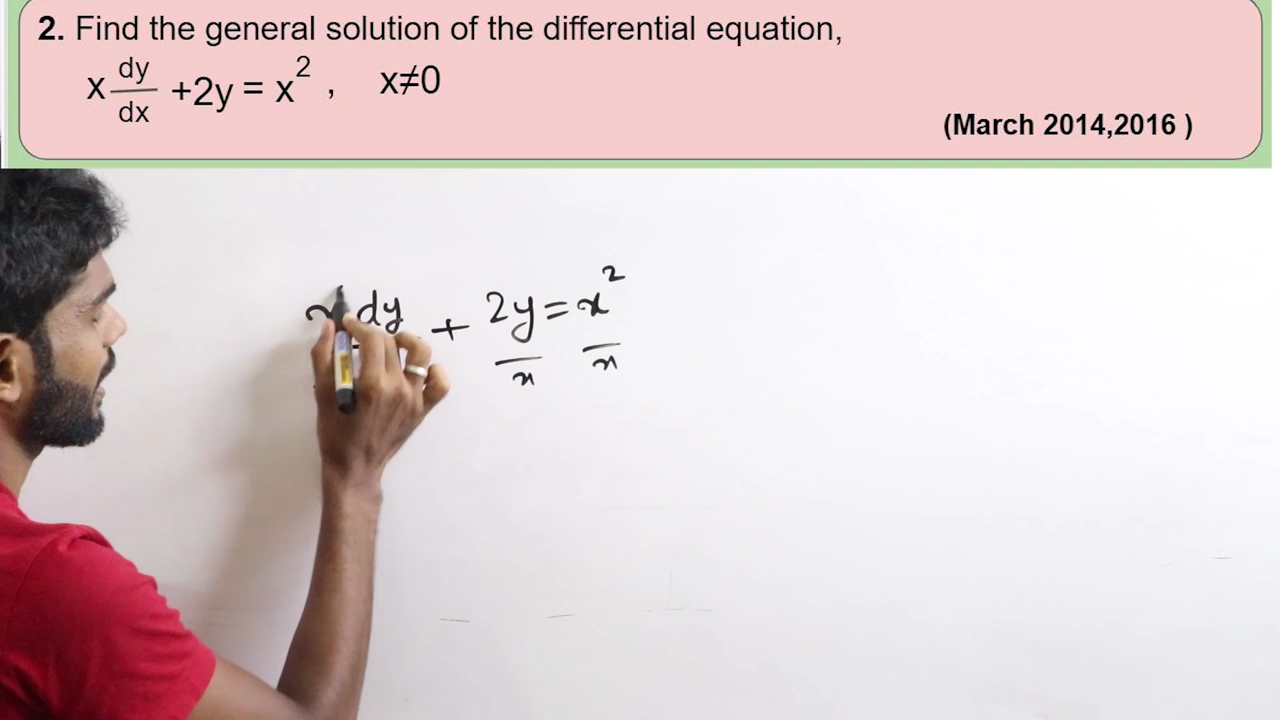 2. Find the general solution of the differential equation,
x dy/dx +2y = x² , x≠0
(March 2014,2016 )
x dy + 2y = x²
x x